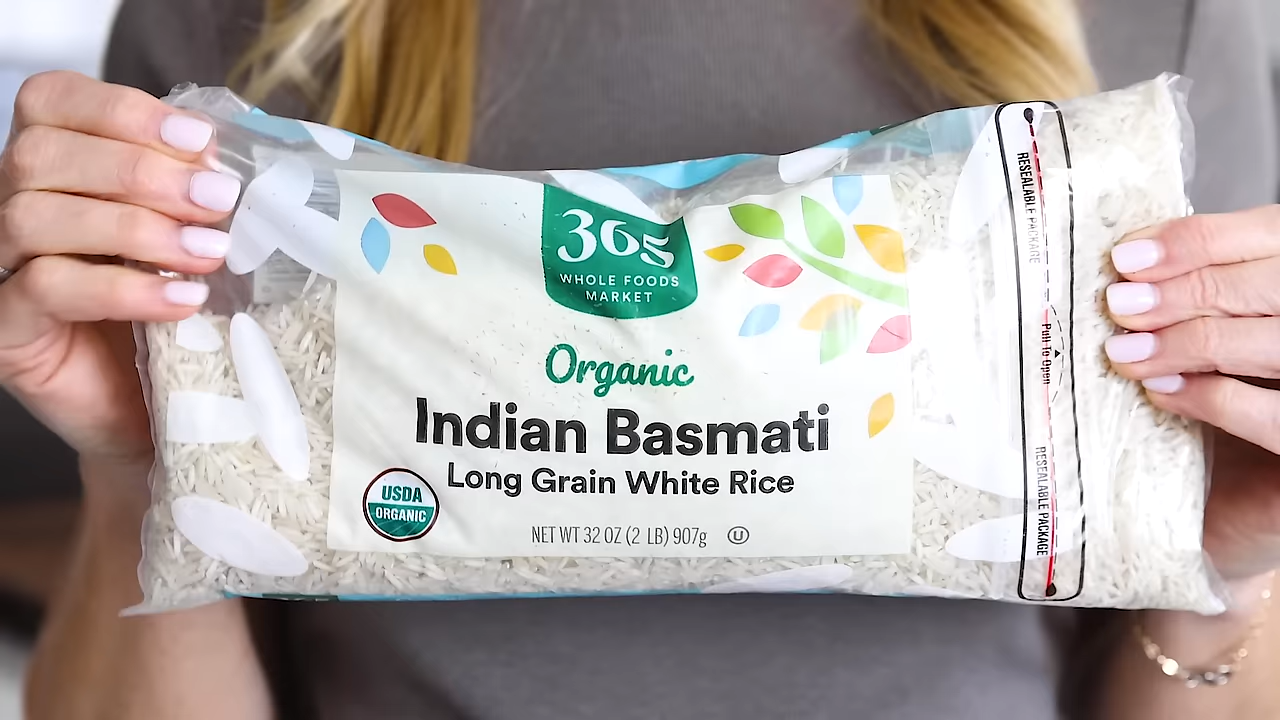 365
WHOLE FOODS
MARKET
Organic
Indian Basmati
Long Grain White Rice
USDA
ORGANIC
NET WT 32 OZ (2 LB) 907g
U
RESEALABLE PACKAGE
Pull To Open
RESEALABLE PACKAGE